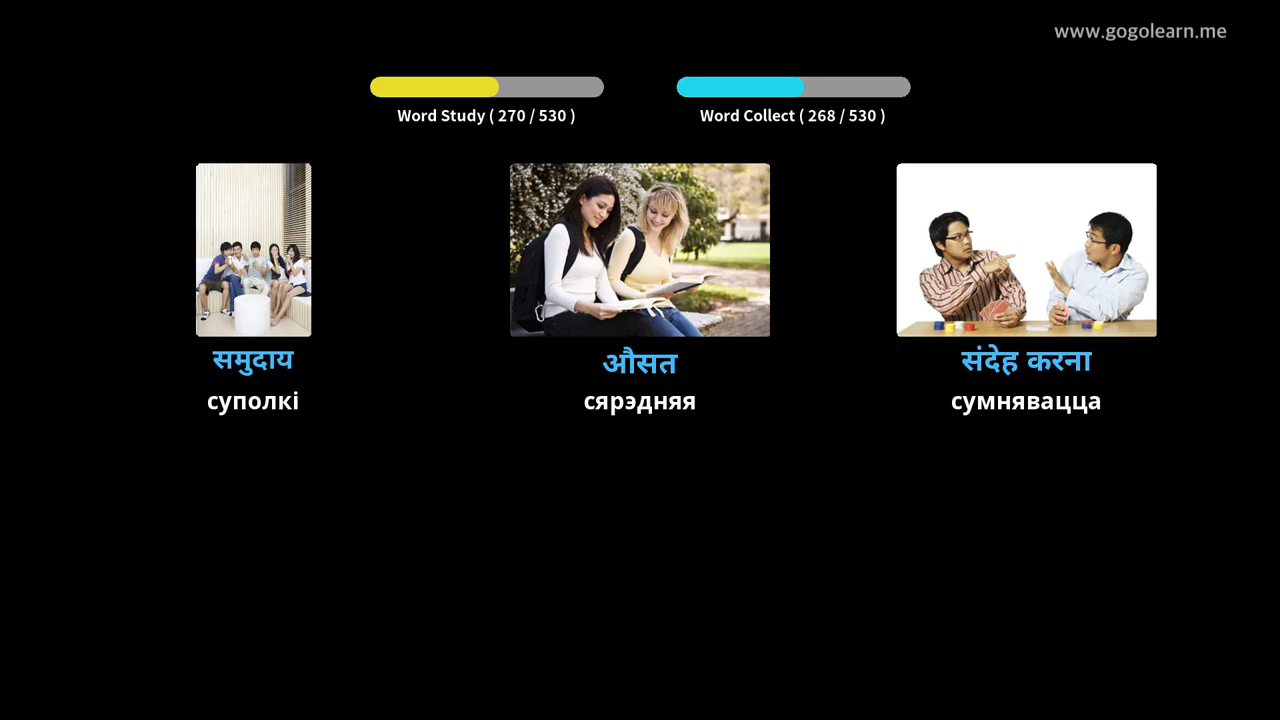 www.gogolearn.me
Word Study ( 270 / 530 )
Word Collect ( 268 / 530 )
समुदाय
суполкі
औसत
сярэдняя
संदेह करना
сумнявацца